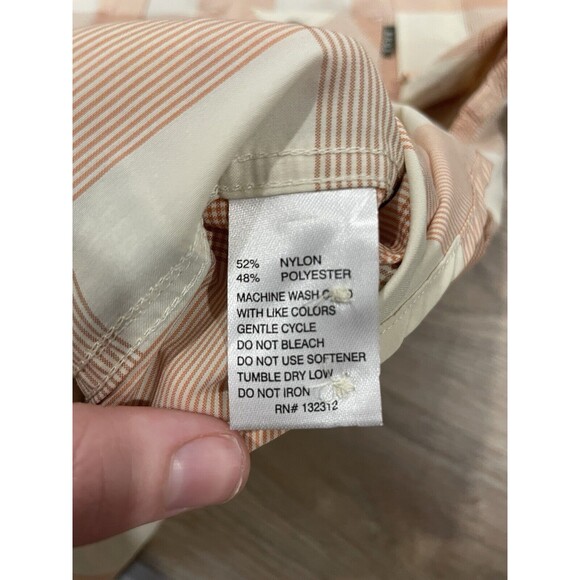 52% NYLON
48% POLYESTER
MACHINE WASH
WITH LIKE COLORS
GENTLE CYCLE
DO NOT BLEACH
DO NOT USE SOFTENER
TUMBLE DRY LOW
DO NOT IRON
RN# 132312